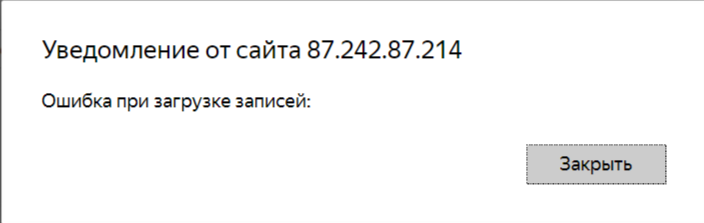 Уведомление от сайта 87.242.87.214
Ошибка при загрузке записей:
Закрыть